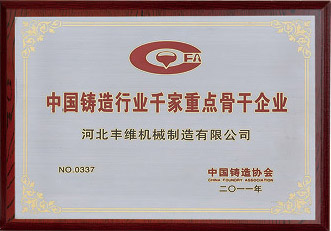 CFA
中国铸造行业千家重点骨干企业
河北丰维机械制造有限公司
NO.0337
中国铸造协会
CHINA FOUNDRY ASSOCIATION
二〇一一年